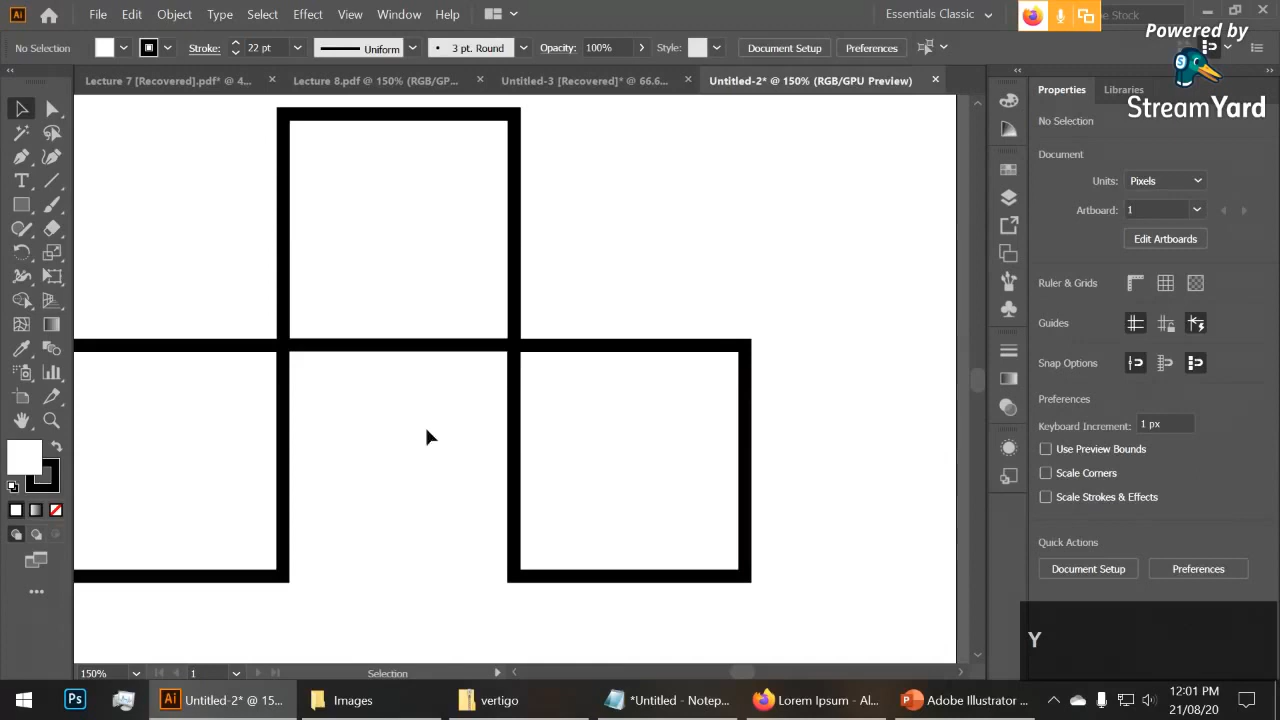 Ai File Edit Object Type Select Effect View Window Help Essentials Classic Stock
Powered by
StreamYard
No Selection Stroke: 22 pt Uniform 3 pt. Round Opacity: 100% Style: Document Setup Preferences
Lecture 7 [Recovered].pdf* @ 4... Lecture 8.pdf @ 150% (RGB/GP... Untitled-3 [Recovered]* @ 66.6... Untitled-2* @ 150% (RGB/GPU Preview)
Properties Libraries
No Selection
Document
Units: Pixels
Artboard: 1
Edit Artboards
Ruler & Grids
Guides
Snap Options
Preferences
Keyboard Increment: 1 px
Use Preview Bounds
Scale Corners
Scale Strokes & Effects
Quick Actions
Document Setup Preferences
Y
150% 1 Selection
Ps Ai Untitled-2* @ 15... Images vertigo *Untitled - Notep... Lorem Ipsum - Al... Adobe Illustrator ... 12:01 PM
21/08/20